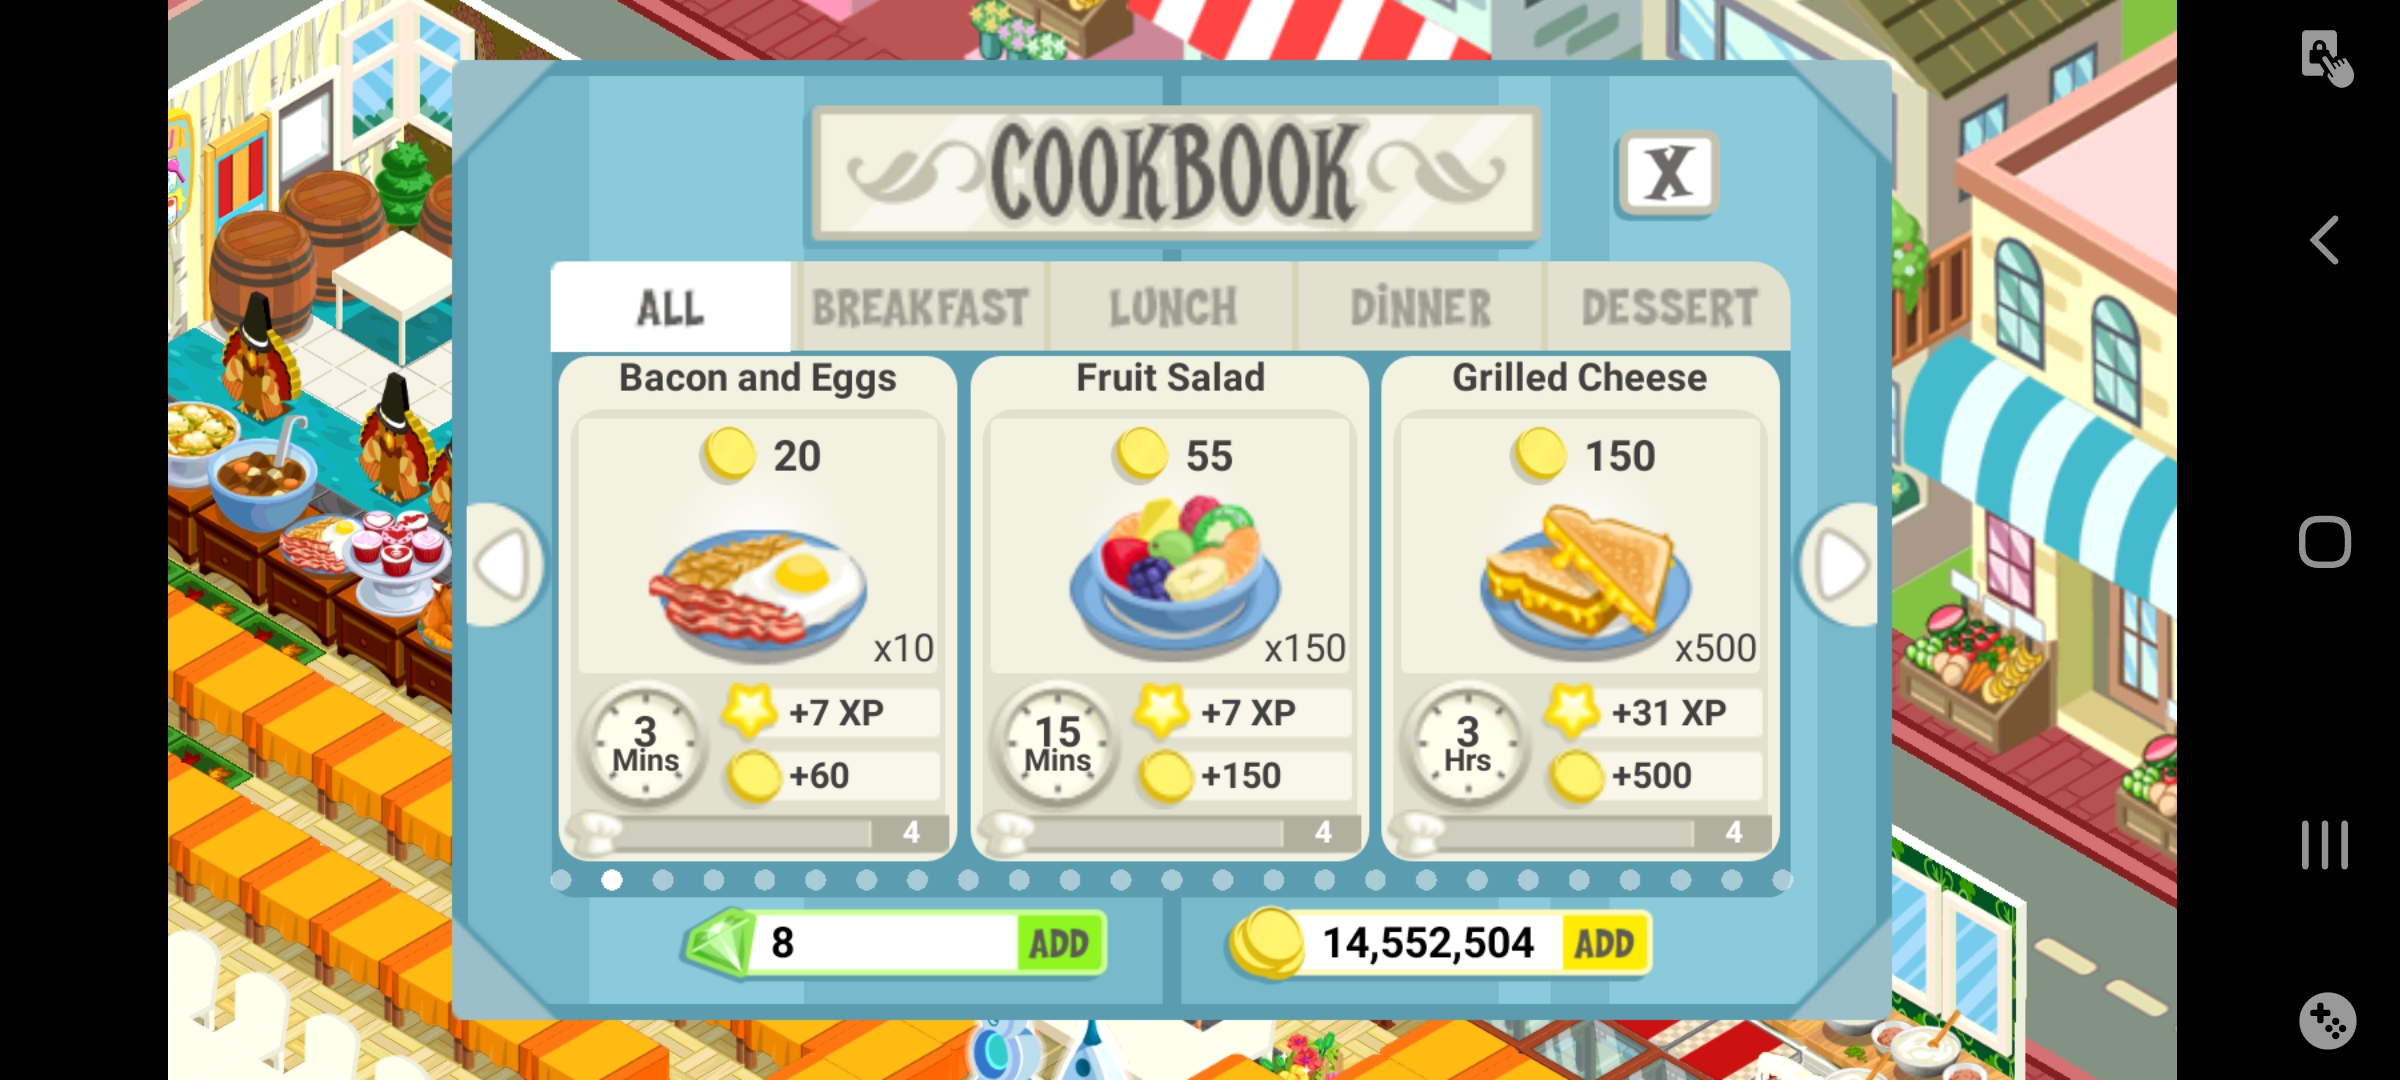 COOKBOOK
X
ALL
BREAKFAST
LUNCH
DINNER
DESSERT
Bacon and Eggs
20
x10
3
Mins
+7 XP
+60
4
Fruit Salad
55
x150
15
Mins
+7 XP
+150
4
Grilled Cheese
150
x500
3
Hrs
+31 XP
+500
4
8
ADD
14,552,504
ADD